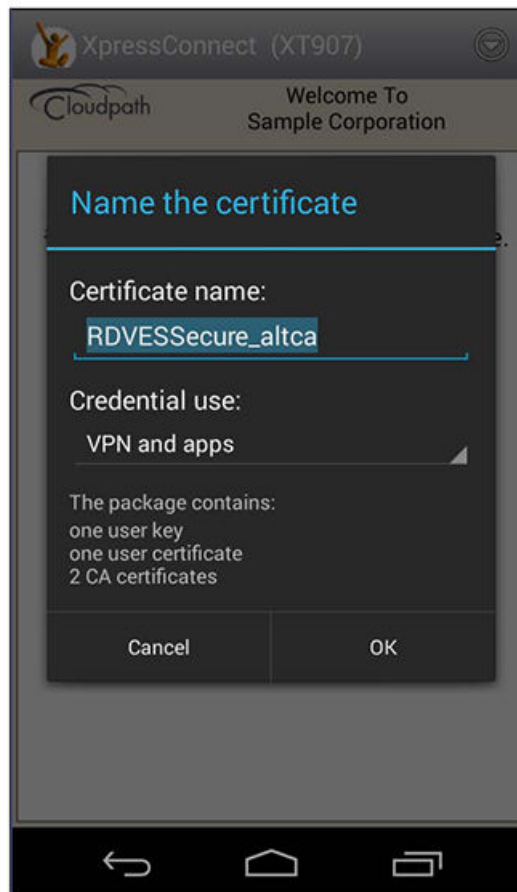 XpressConnect (XT907)
Cloudpath
Welcome To
Sample Corporation
Name the certificate
e.
Certificate name:
RDVESSecure_altca
Credential use:
VPN and apps
The package contains:
one user key
one user certificate
2 CA certificates
Cancel
OK